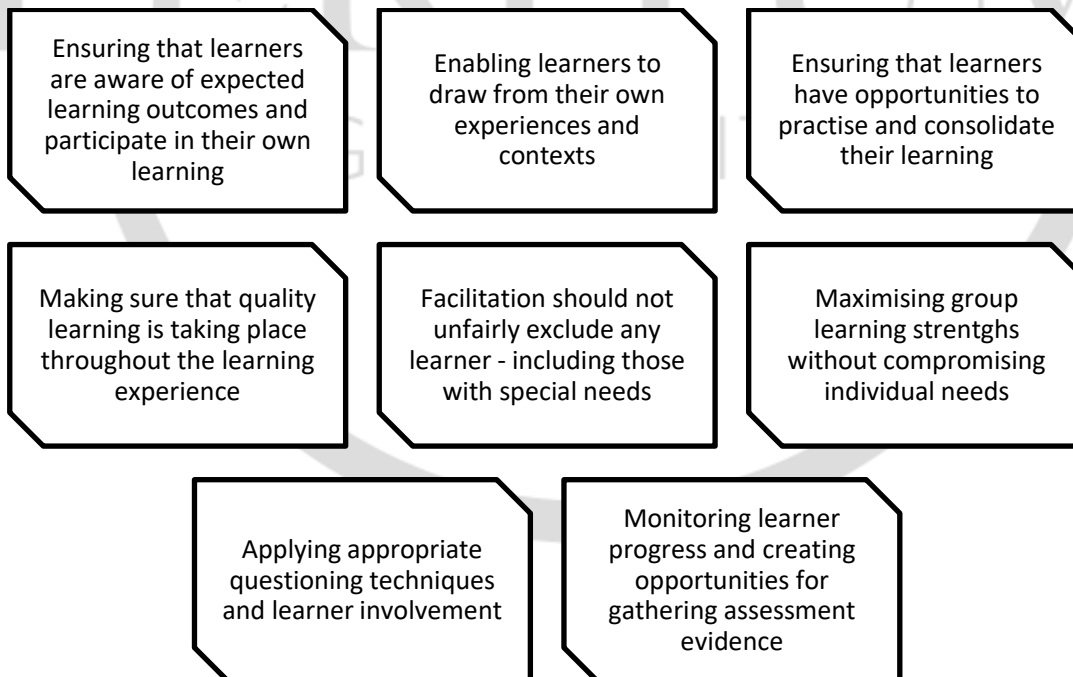 Ensuring that learners
are aware of expected
learning outcomes and
participate in their own
learning
Enabling learners to
draw from their own
experiences and
contexts
Ensuring that learners
have opportunities to
practise and consolidate
their learning
Making sure that quality
learning is taking place
throughout the learning
experience
Facilitation should not
unfairly exclude any
learner - including those
with special needs
Maximising group
learning strentghs
without compromising
individual needs
Applying appropriate
questioning techniques
and learner involvement
Monitoring learner
progress and creating
opportunities for
gathering assessment
evidence